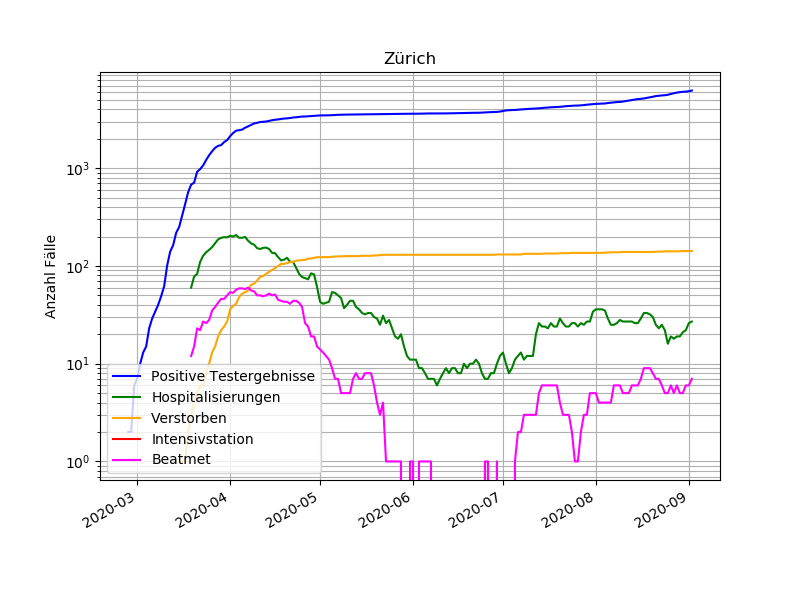 Zürich
Anzahl Fälle
10³
10²
10¹
10⁰
Positive Testergebnisse
Hospitalisierungen
Verstorben
Intensivstation
Beatmet
2020-03
2020-04
2020-05
2020-06
2020-07
2020-08
2020-09